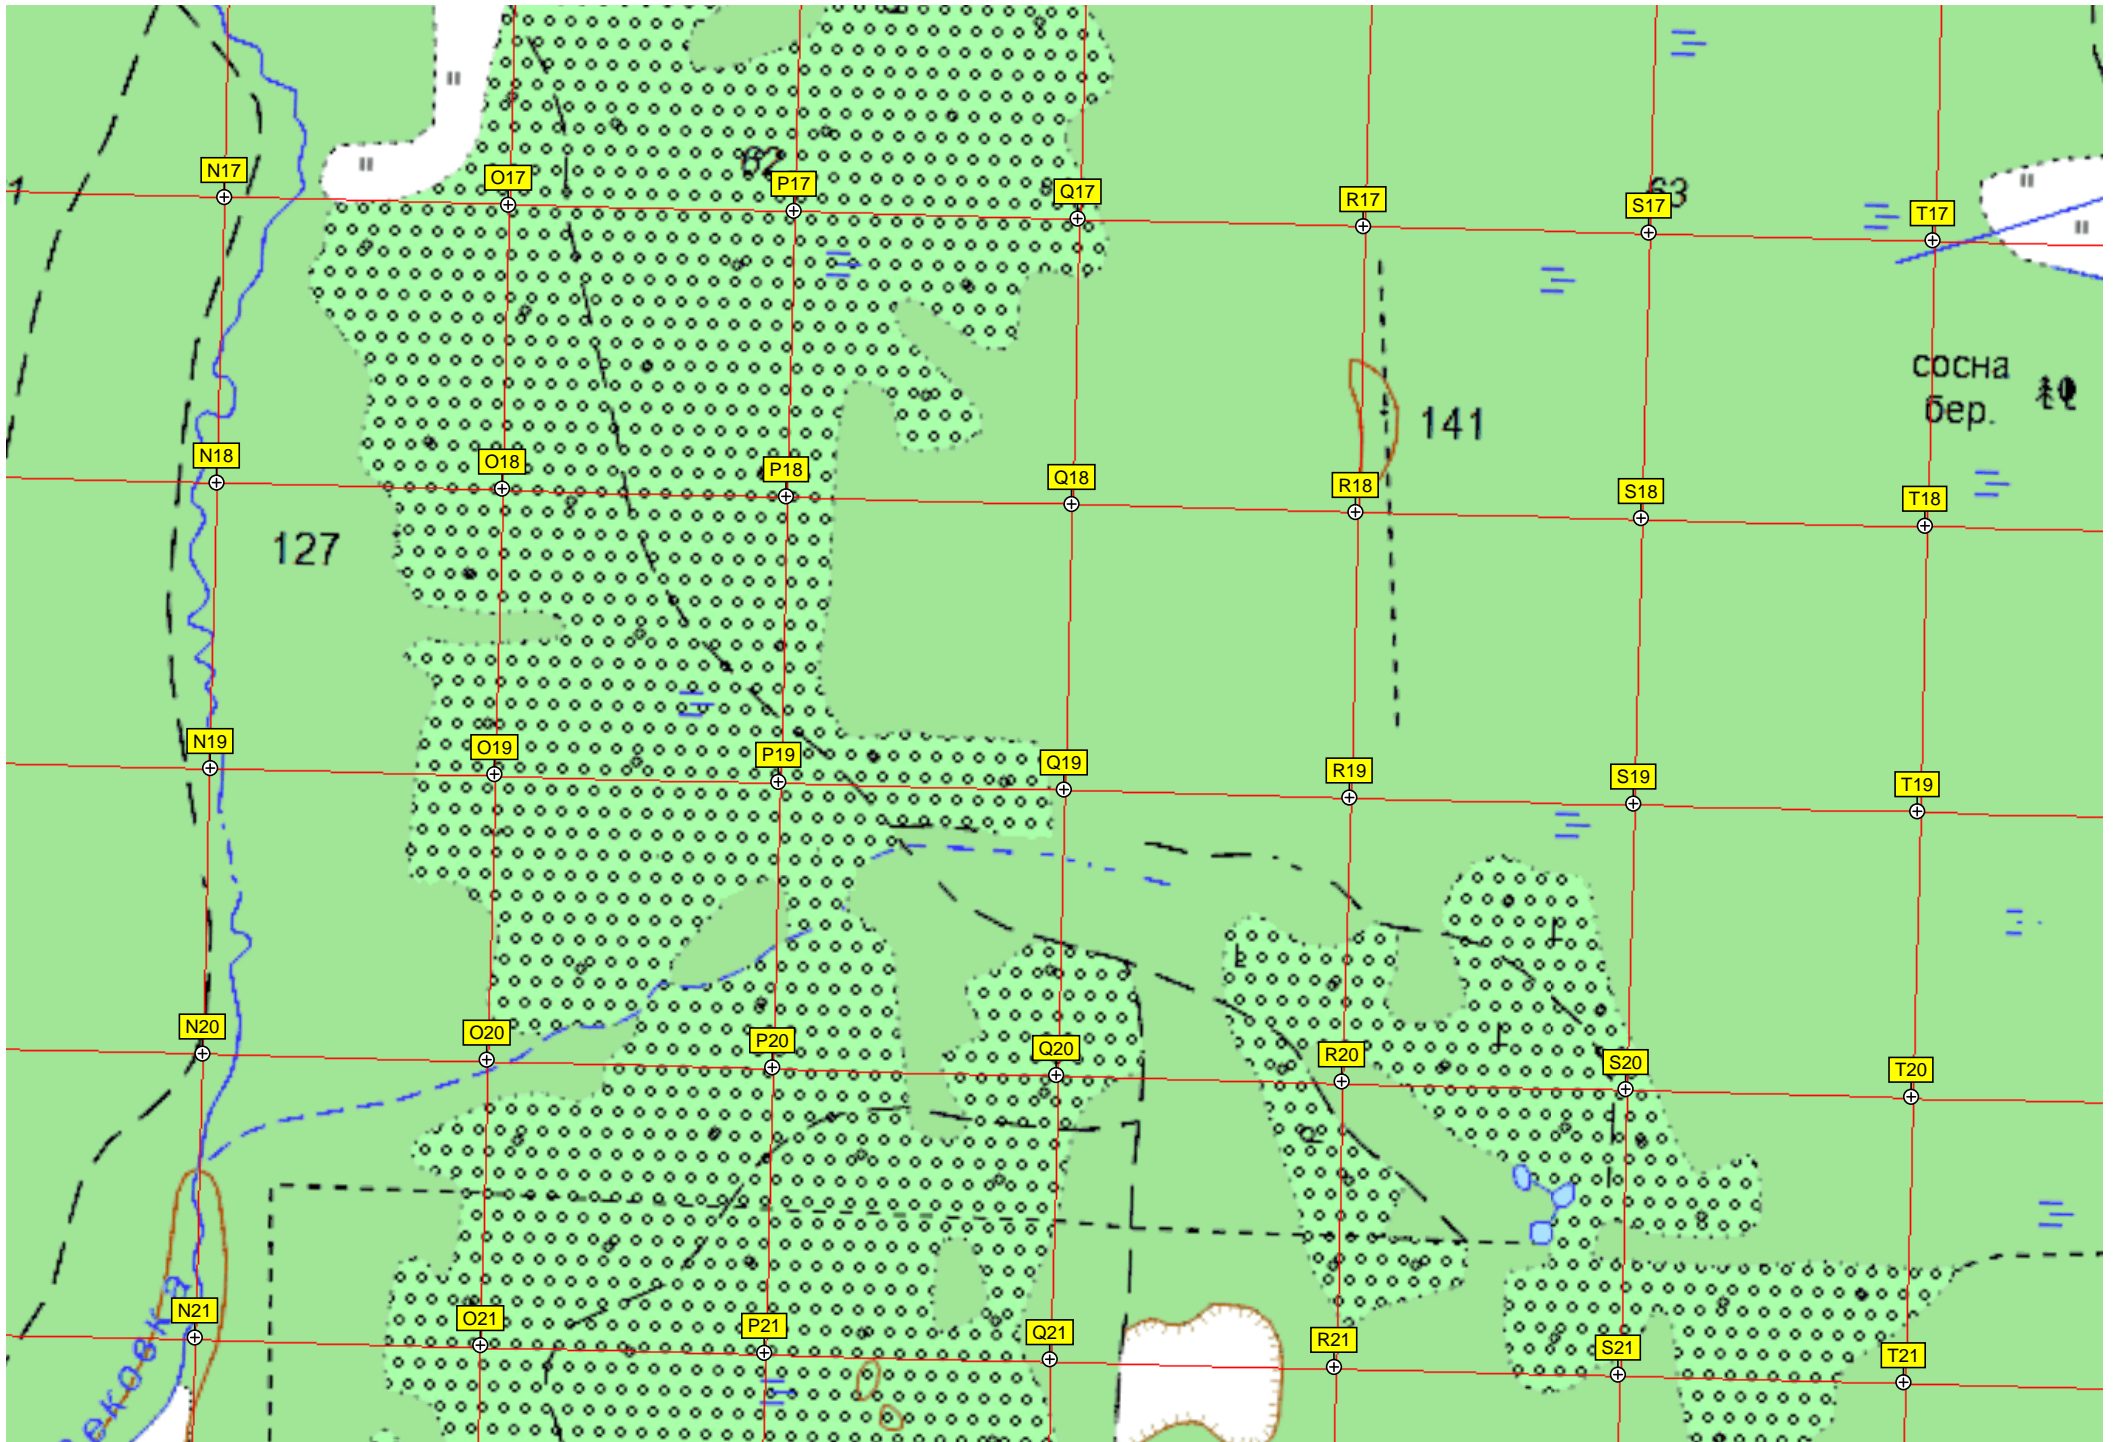 62
N17
O17
P17
Q17
R17
S17
63
T17
сосна
бер.
141
N18
O18
P18
Q18
R18
S18
T18
127
N19
O19
P19
Q19
R19
S19
T19
N20
O20
P20
Q20
R20
S20
T20
N21
O21
P21
Q21
R21
S21
T21